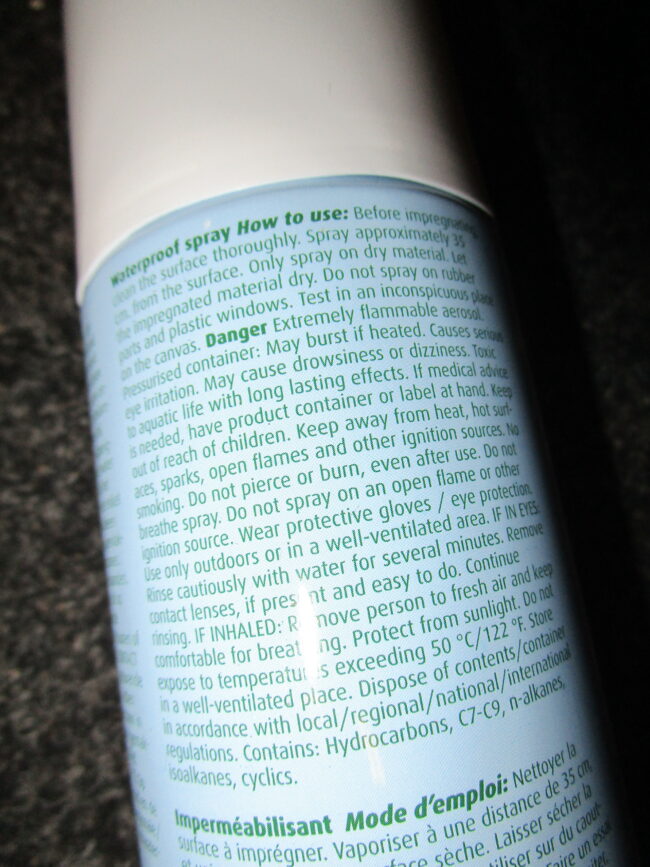 Waterproof spray How to use: Before impregnating,
clean the surface thoroughly. Spray approximately 35
cm. from the surface. Only spray on dry material. Let
the impregnated material dry. Do not spray on rubber
parts and plastic windows. Test in an inconspicuous place
on the canvas. Danger Extremely flammable aerosol.
Pressurised container: May burst if heated. Causes serious
eye irritation. May cause drowsiness or dizziness. Toxic
to aquatic life with long lasting effects. If medical advice
is needed, have product container or label at hand. Keep
out of reach of children. Keep away from heat, hot surf-
aces, sparks, open flames and other ignition sources. No
smoking. Do not pierce or burn, even after use. Do not
breathe spray. Do not spray on an open flame or other
ignition source. Wear protective gloves / eye protection.
Use only outdoors or in a well-ventilated area. IF IN EYES:
Rinse cautiously with water for several minutes. Remove
contact lenses, if present and easy to do. Continue
rinsing. IF INHALED: Remove person to fresh air and keep
comfortable for breathing. Protect from sunlight. Do not
expose to temperatures exceeding 50 °C/122 °F. Store
in a well-ventilated place. Dispose of contents/container
in accordance with local/regional/national/international
regulations. Contains: Hydrocarbons, C7-C9, n-alkanes,
isoalkanes, cyclics.
Imperméabilisant Mode d'emploi: Nettoyer la
surface à imprégner. Vaporiser à une distance de 35 cm,
surface sèche. Laisser sécher la
utiliser sur du caout-
un essai